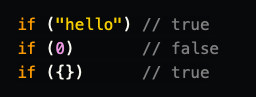 if ("hello") // true
if (0)       // false
if ({})      // true